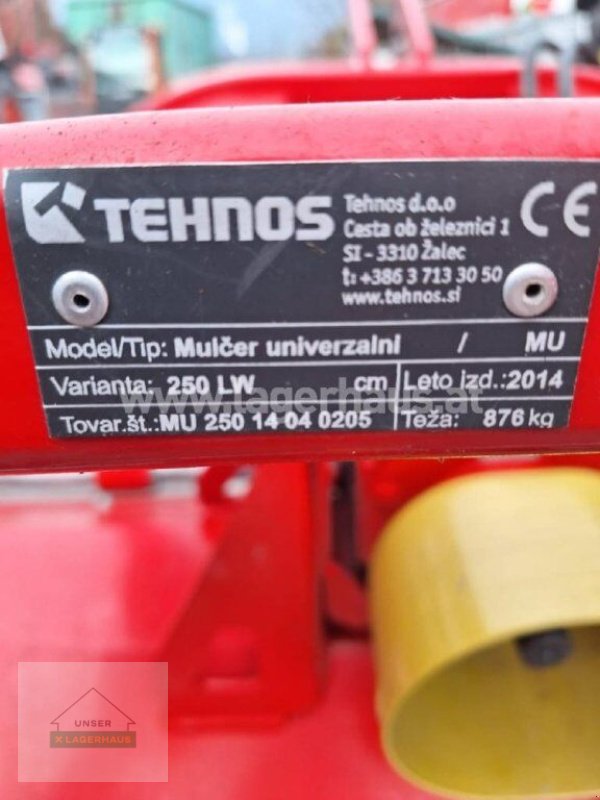 TEHNOS
Tehnos d.o.o
Cesta ob železnici 1
SI - 3310 Žalec
t: +386 3 713 30 50
www.tehnos.si
CE
Model/Tip: Mulčer univerzalni / MU
Varianta: 250 LW cm
Leto izd.: 2014
Tovar.št.: MU 250 14 04 0205
Teža: 876 kg
www.lagerhaus.at
UNSER
X LAGERHAUS